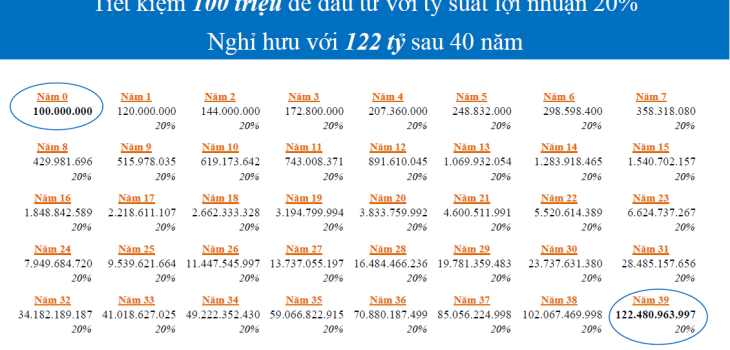 Tiết kiệm 100 triệu để đầu tư với tỷ suất lợi nhuận 20%
Nghỉ hưu với 122 tỷ sau 40 năm
Năm 0 Năm 1 Năm 2 Năm 3 Năm 4 Năm 5 Năm 6 Năm 7
100.000.000 120.000.000 144.000.000 172.800.000 207.360.000 248.832.000 298.598.400 358.318.080
20% 20% 20% 20% 20% 20% 20%
Năm 8 Năm 9 Năm 10 Năm 11 Năm 12 Năm 13 Năm 14 Năm 15
429.981.696 515.978.035 619.173.642 743.008.371 891.610.045 1.069.932.054 1.283.918.465 1.540.702.157
20% 20% 20% 20% 20% 20% 20% 20%
Năm 16 Năm 17 Năm 18 Năm 19 Năm 20 Năm 21 Năm 22 Năm 23
1.848.842.589 2.218.611.107 2.662.333.328 3.194.799.994 3.833.759.992 4.600.511.991 5.520.614.389 6.624.737.267
20% 20% 20% 20% 20% 20% 20% 20%
Năm 24 Năm 25 Năm 26 Năm 27 Năm 28 Năm 29 Năm 30 Năm 31
7.949.684.720 9.539.621.664 11.447.545.997 13.737.055.197 16.484.466.236 19.781.359.483 23.737.631.380 28.485.157.656
20% 20% 20% 20% 20% 20% 20% 20%
Năm 32 Năm 33 Năm 34 Năm 35 Năm 36 Năm 37 Năm 38 Năm 39
34.182.189.187 41.018.627.025 49.222.352.430 59.066.822.915 70.880.187.499 85.056.224.998 102.067.469.998 122.480.963.997
20% 20% 20% 20% 20% 20% 20% 20%